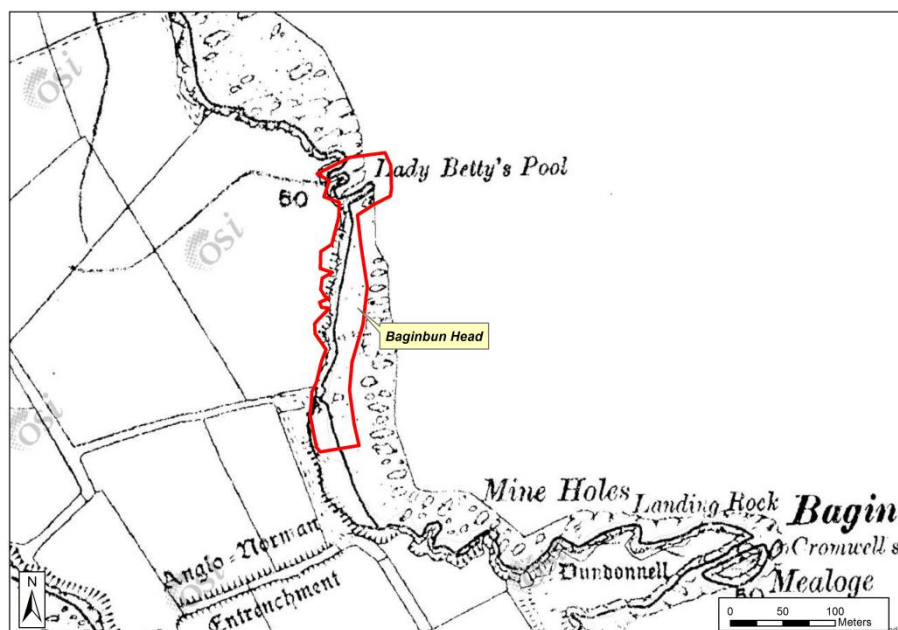 Osi
Lady Betty's Pool
50
Osi
Baginbun Head
Osi
Mine Holes
Landing Rock
Bagin
Cromwell's
Anglo-Norman
Entrenchment
Dundonnell
Mealoge
50
N
0 50 100
Meters